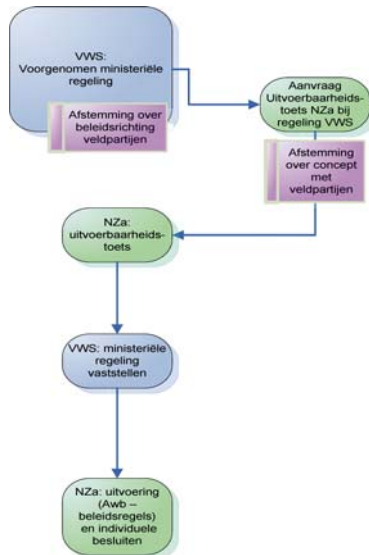 VWS:
Voorgenomen ministeriële
regeling
Afstemming over
beleidsrichting
veldpartijen
Aanvraag
Uitvoerbaarheids-
toets NZa bij
regeling VWS
Afstemming
over concept
met
veldpartijen
NZa:
uitvoerbaarheids-
toets
VWS: ministeriële
regeling
vaststellen
NZa: uitvoering
(Awb –
beleidsregels)
en individuele
besluiten